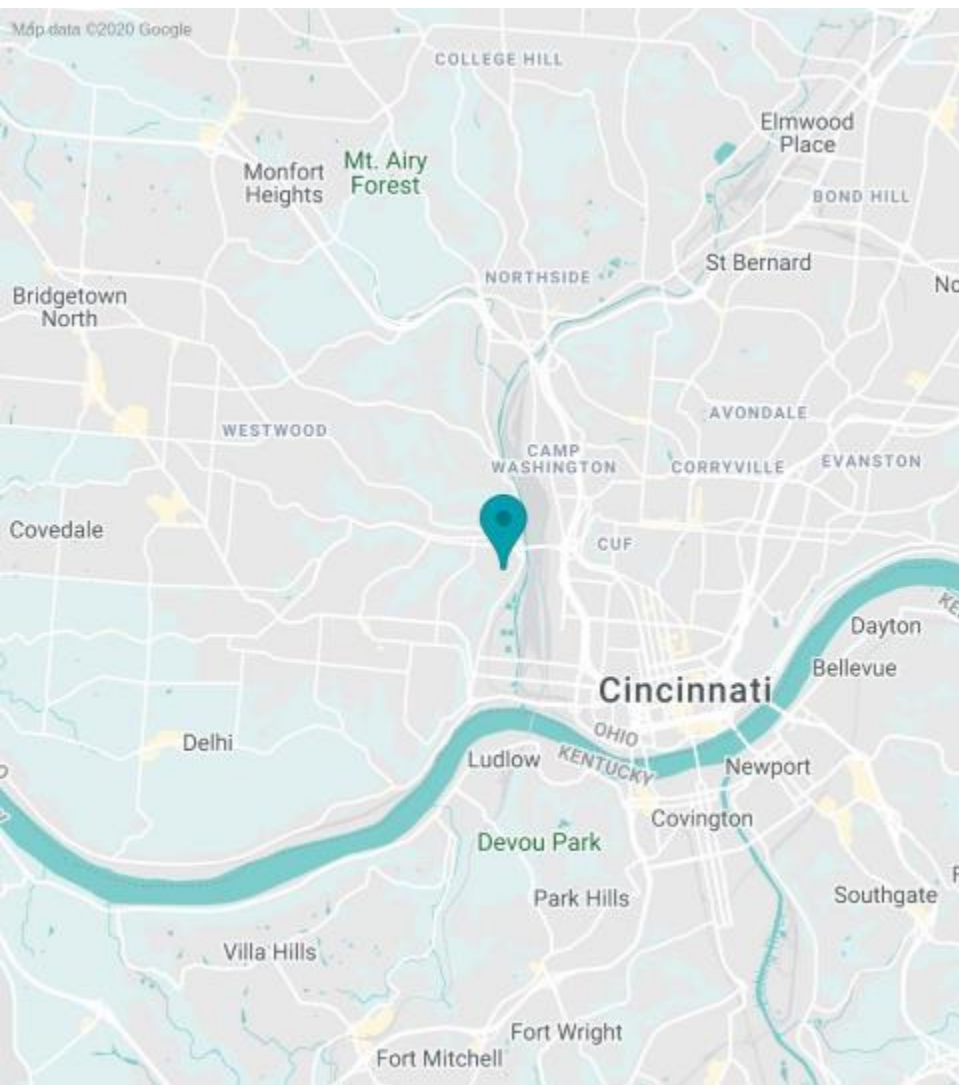 Map data ©2020 Google
COLLEGE HILL
Elmwood
Place
Monfort
Heights
Mt. Airy
Forest
BOND HILL
St Bernard
NORTHSIDE
Bridgetown
North
No
AVONDALE
WESTWOOD
CAMP
WASHINGTON
CORRYVILLE
EVANSTON
Covedale
CUF
KE
Dayton
Bellevue
Cincinnati
OHIO
KENTUCKY
Delhi
Ludlow
Newport
Covington
Devou Park
Park Hills
Southgate
F
Villa Hills
Fort Wright
Fort Mitchell